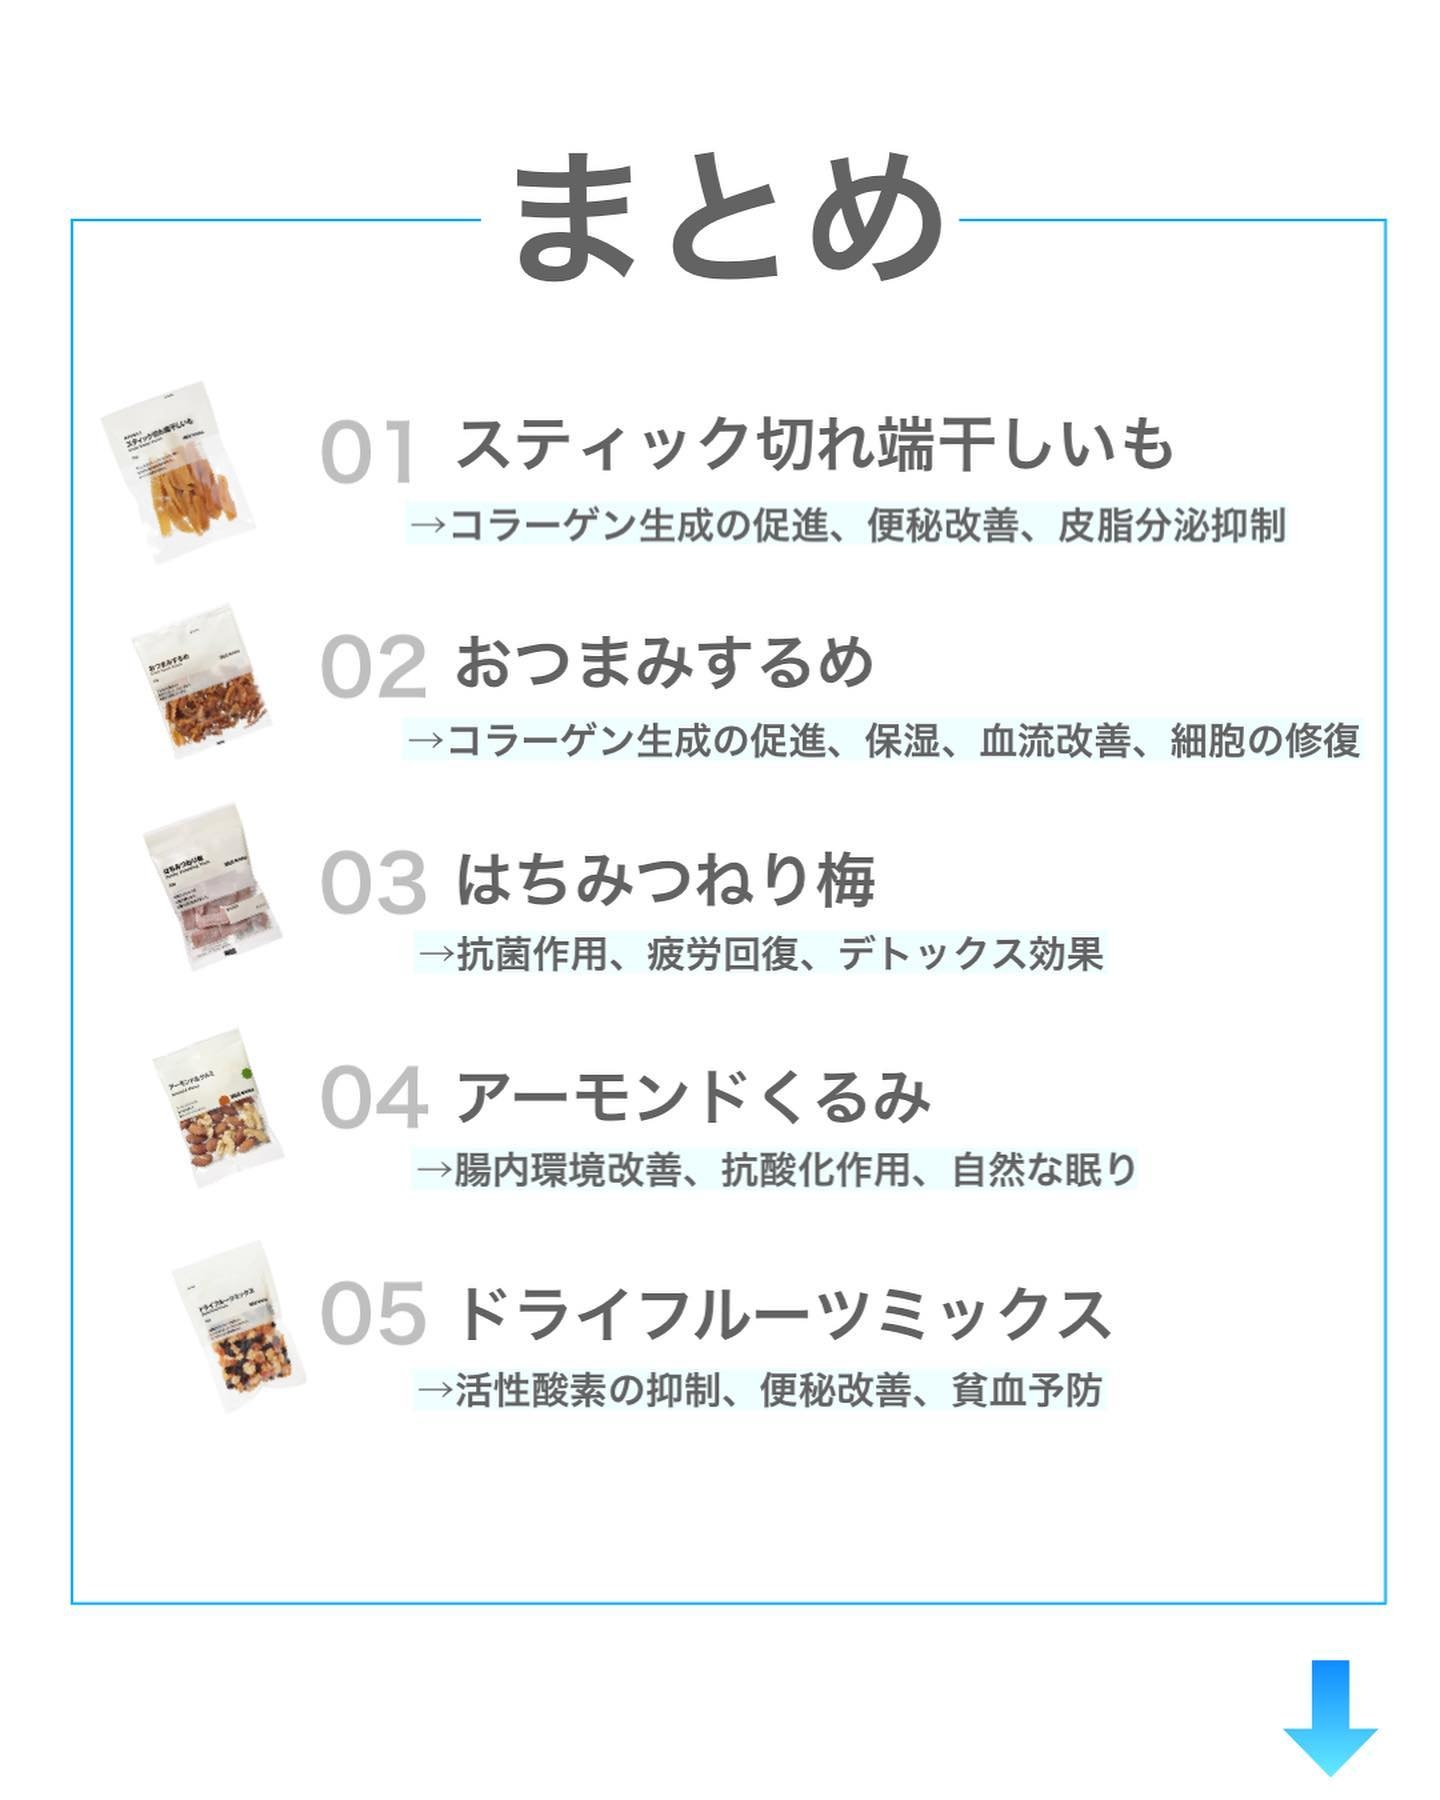 まとめ
01 スティック切れ端干しいも
→コラーゲン生成の促進、便秘改善、皮脂分泌抑制
02 おつまみするめ
→コラーゲン生成の促進、保湿、血流改善、細胞の修復
03 はちみつねり梅
→抗菌作用、疲労回復、デトックス効果
04 アーモンドくるみ
→腸内環境改善、抗酸化作用、自然な眠り
05 ドライフルーツミックス
→活性酸素の抑制、便秘改善、貧血予防